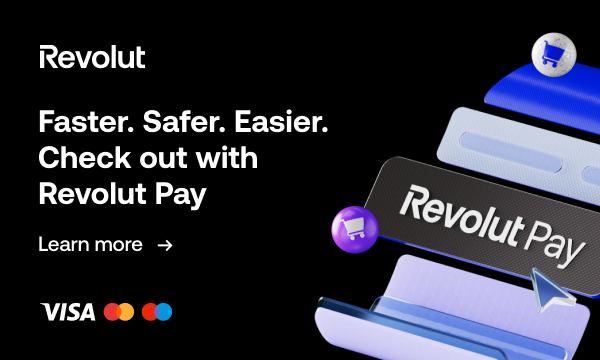 Revolut
Faster. Safer. Easier.
Check out with
Revolut Pay
Learn more →
VISA
Revolut Pay